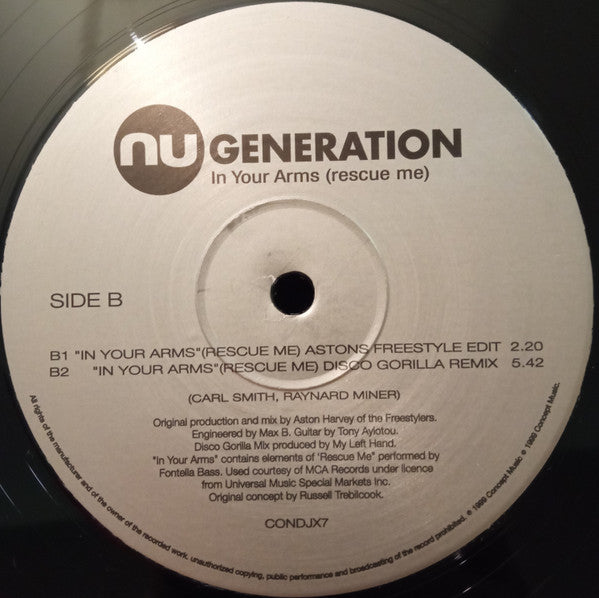 nu GENERATION
In Your Arms (rescue me)
SIDE B
B1 "IN YOUR ARMS"(RESCUE ME) ASTONS FREESTYLE EDIT 2.20
B2 "IN YOUR ARMS"(RESCUE ME) DISCO GORILLA REMIX 5.42
(CARL SMITH, RAYNARD MINER)
Original production and mix by Aston Harvey of the Freestylers.
Engineered by Max B. Guitar by Tony Ayiotou.
Disco Gorilla Mix produced by My Left Hand.
"In Your Arms" contains elements of 'Rescue Me" performed by
Fontella Bass. Used courtesy of MCA Records under licence
from Universal Music Special Markets Inc.
Original concept by Russell Trebilcook.
CONDJX7
All rights of the manufacturer and of the owner of the recorded work. unauthorized copying, public performance and broadcasting of the record prohibited. ℗ 1999 Concept Music © 1999 Concept Music.